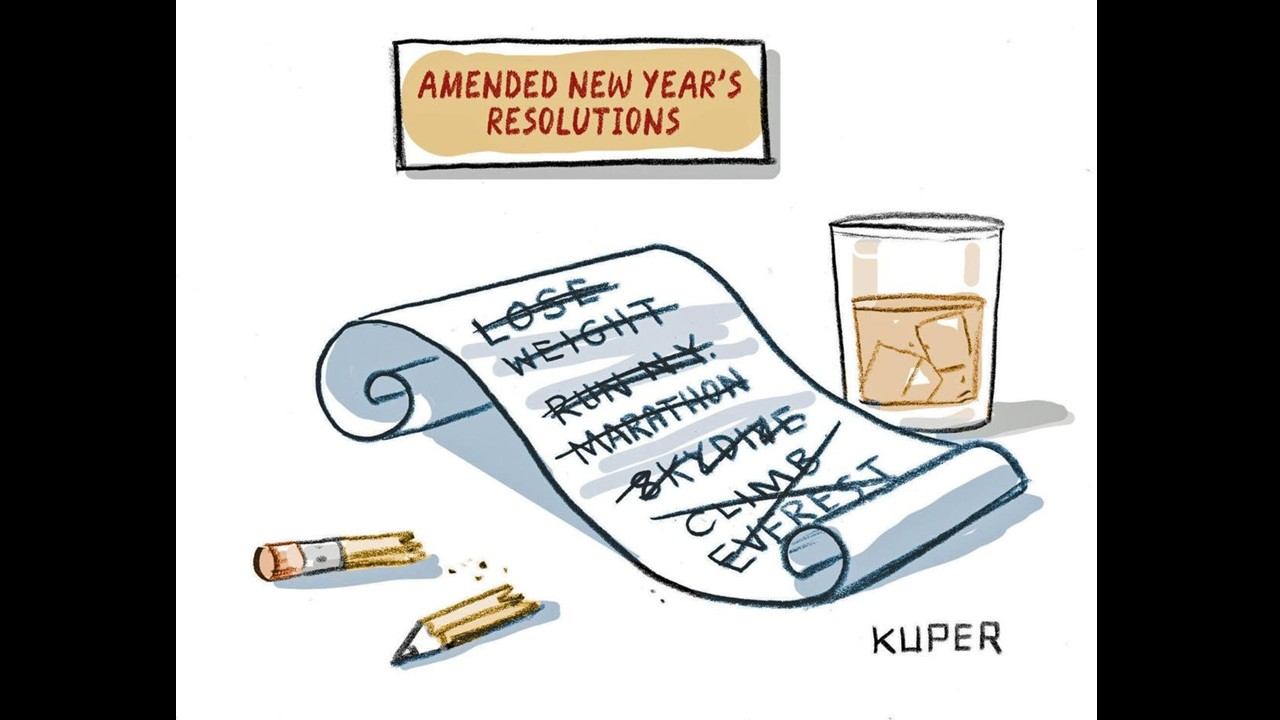 AMENDED NEW YEAR'S
RESOLUTIONS
LOSE
WEIGHT
RUN N.Y.
MARATHON
SKYDIVE
CLIMB
EVEREST
KUPER